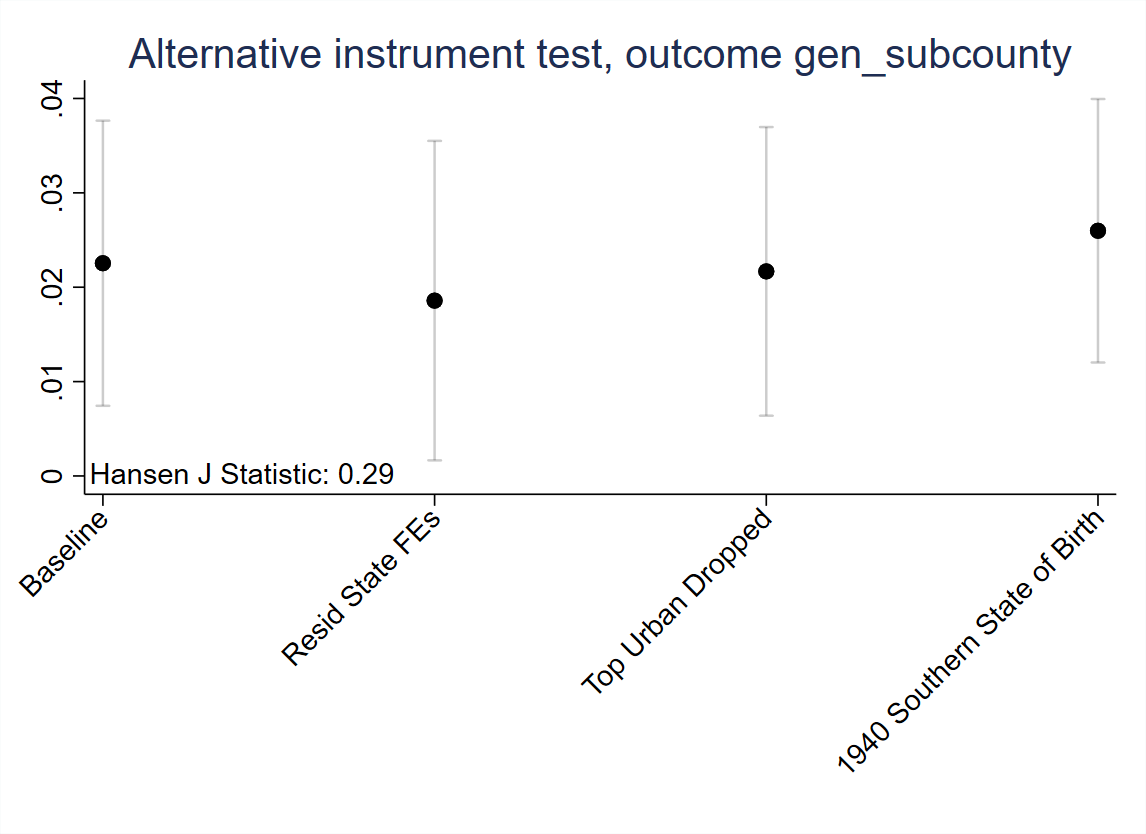 Alternative instrument test, outcome gen_subcounty
.04
.03
.02
.01
0
Hansen J Statistic: 0.29
Baseline
Resid State FEs
Top Urban Dropped
1940 Southern State of Birth